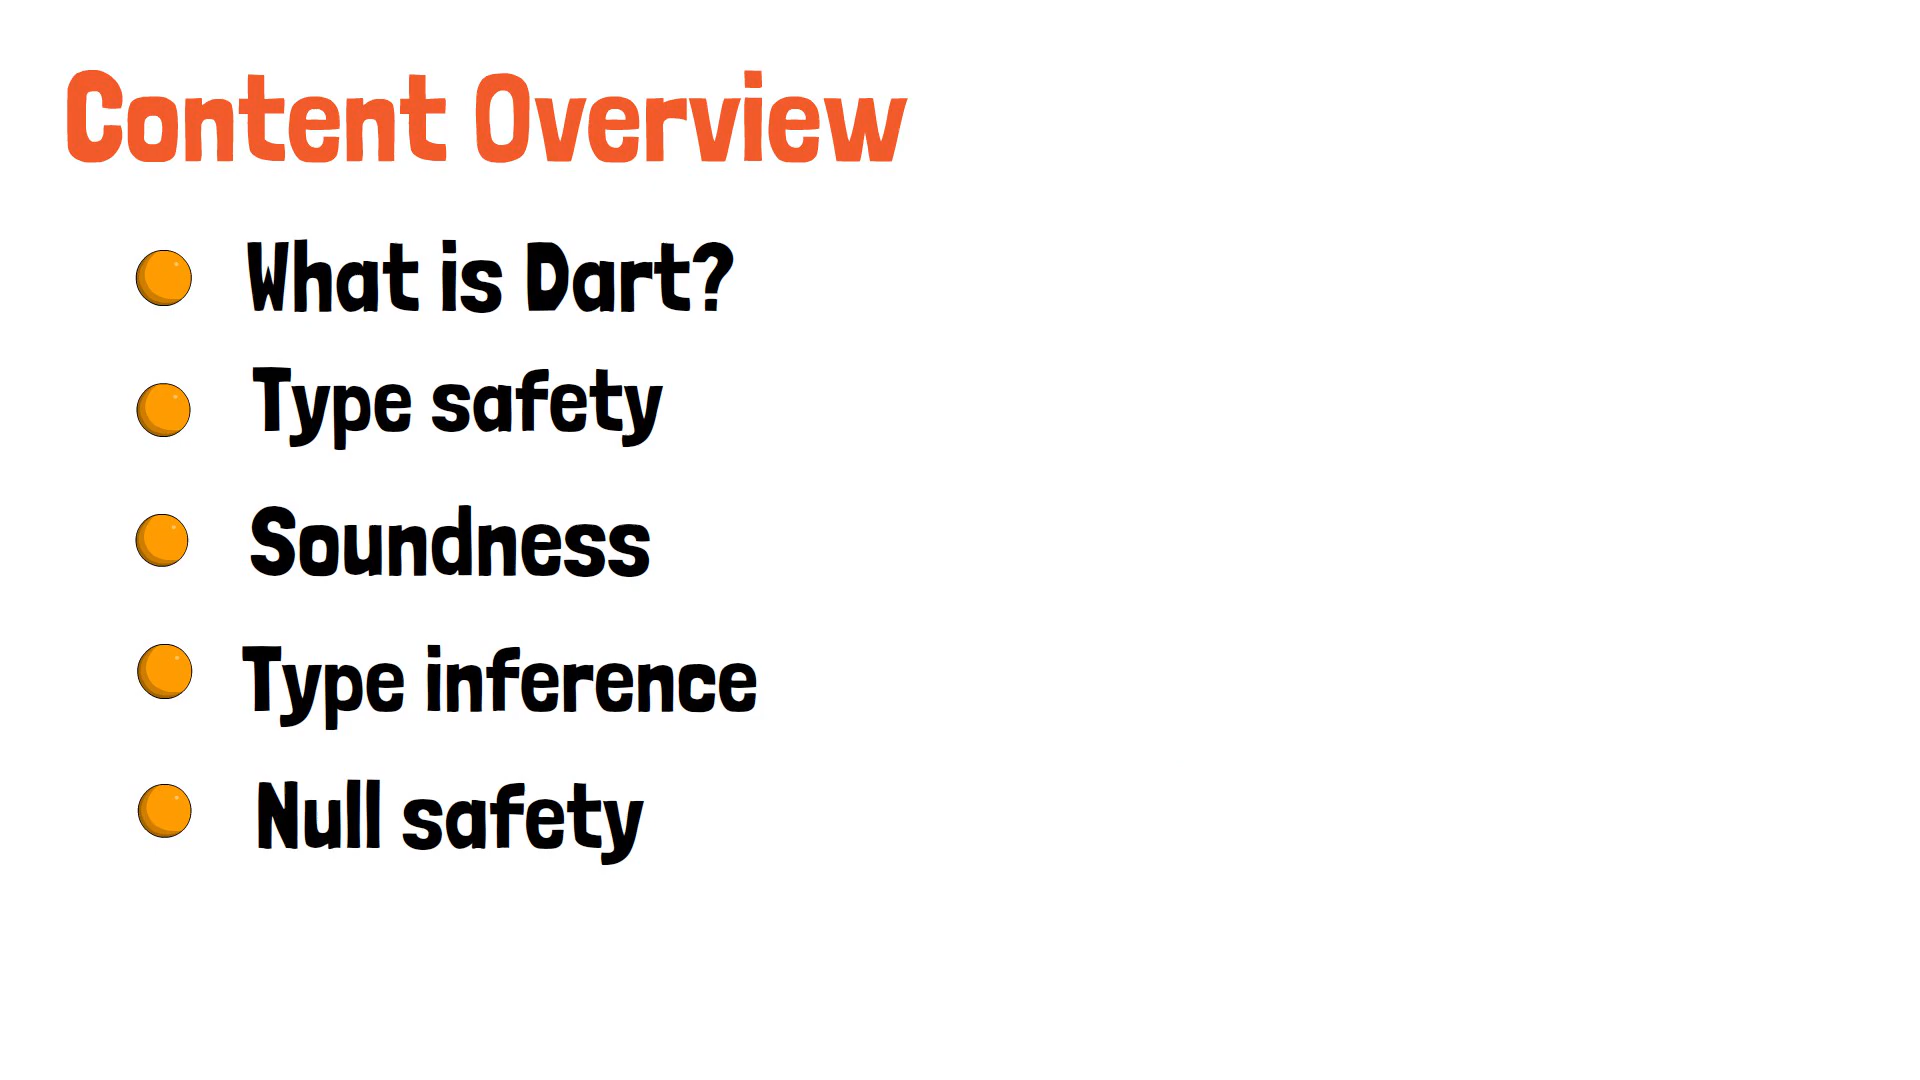 Content Overview
What is Dart?
Type safety
Soundness
Type inference
Null safety